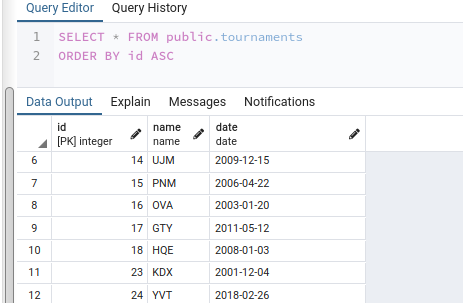 Query Editor Query History
1 SELECT * FROM public.tournaments
2 ORDER BY id ASC
Data Output Explain Messages Notifications
id name date
[PK] integer name date
6 14 UJM 2009-12-15
7 15 PNM 2006-04-22
8 16 OVA 2003-01-20
9 17 GTY 2011-05-12
10 18 HQE 2008-01-03
11 23 KDX 2001-12-04
12 24 YVT 2018-02-26